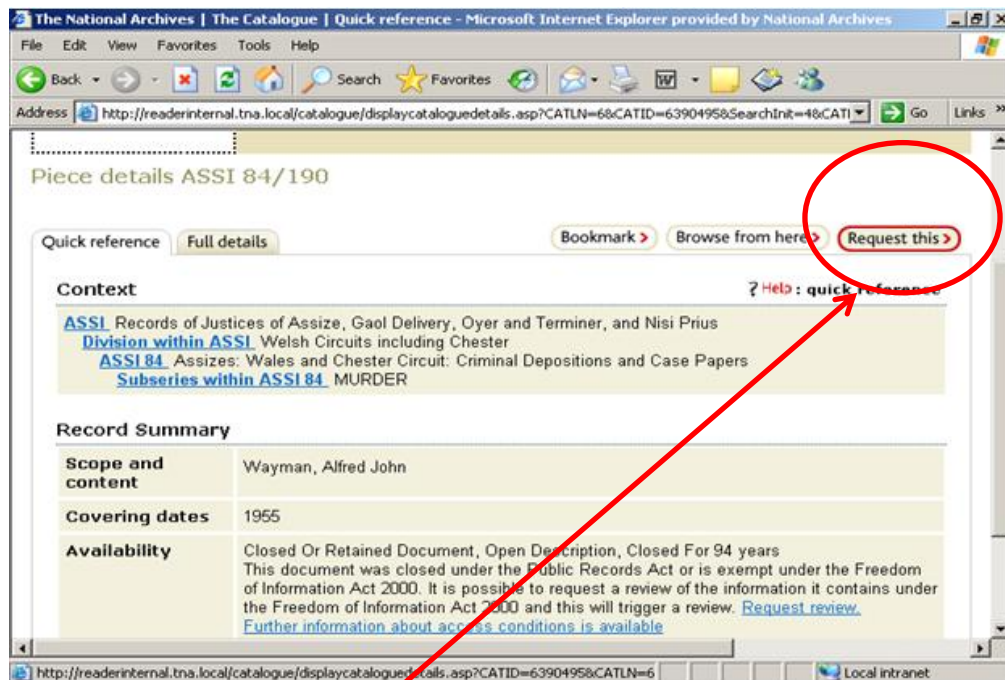 The National Archives | The Catalogue | Quick reference - Microsoft Internet Explorer provided by National Archives
File Edit View Favorites Tools Help
Back Search Favorites
Address http://readerinternal.tna.local/catalogue/displaycataloguedetails.asp?CATLN=6&CATID=6390495&SearchInit=4&CATI Go Links »
Piece details ASSI 84/190
Quick reference Full details Bookmark > Browse from here > Request this >
Context ? Help : quick reference
ASSI Records of Justices of Assize, Gaol Delivery, Oyer and Terminer, and Nisi Prius
Division within ASSI Welsh Circuits including Chester
ASSI 84 Assizes: Wales and Chester Circuit: Criminal Depositions and Case Papers
Subseries within ASSI 84 MURDER
Record Summary
Scope and content Wayman, Alfred John
Covering dates 1955
Availability Closed Or Retained Document, Open Description, Closed For 94 years
This document was closed under the Public Records Act or is exempt under the Freedom
of Information Act 2000. It is possible to request a review of the information it contains under
the Freedom of Information Act 2000 and this will trigger a review. Request review.
Further information about access conditions is available
http://readerinternal.tna.local/catalogue/displaycataloguedetails.asp?CATID=6390495&CATLN=6 Local intranet